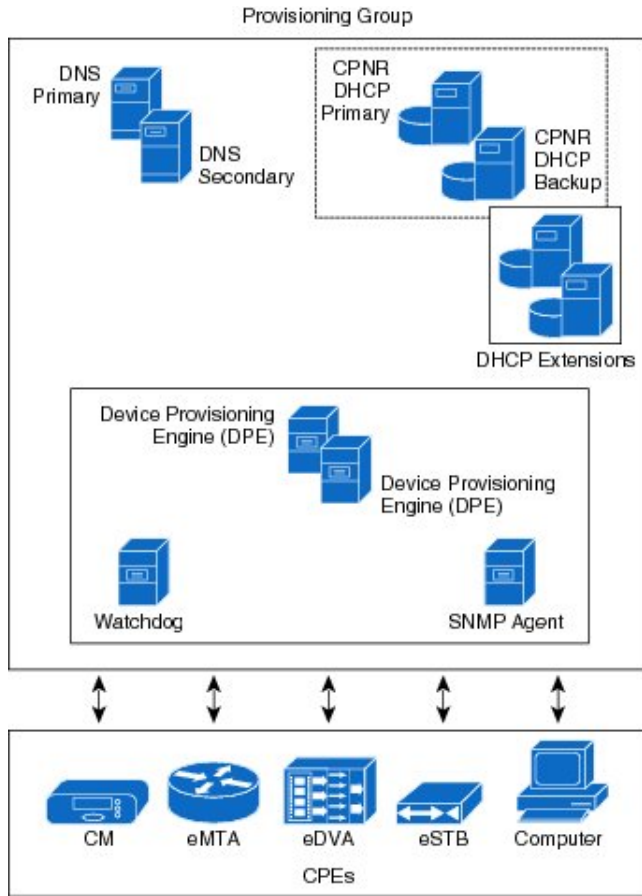 Provisioning Group
DNS
Primary
DNS
Secondary
CPNR
DHCP
Primary
CPNR
DHCP
Backup
DHCP Extensions
Device Provisioning
Engine (DPE)
Device Provisioning
Engine (DPE)
Watchdog
SNMP Agent
CM
eMTA
eDVA
eSTB
Computer
CPEs